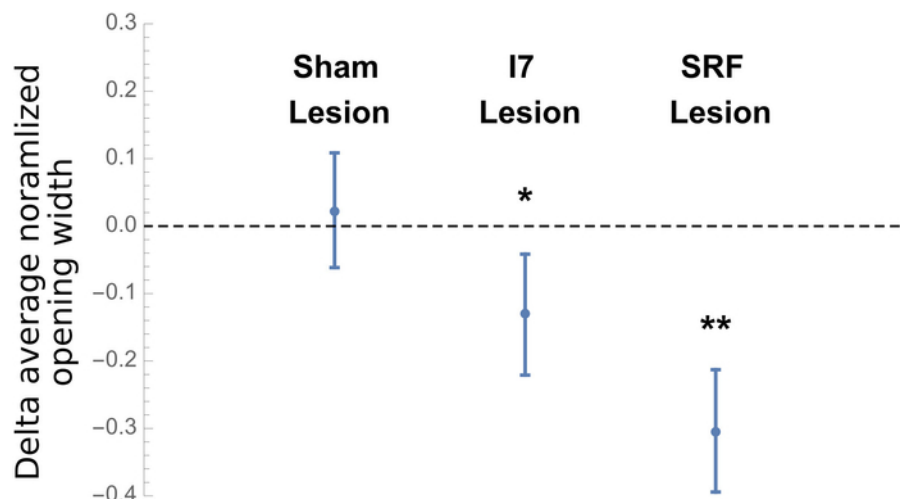 0.3
Sham I7 SRF
0.2
Lesion Lesion Lesion
0.1
*
0.0
−0.1
**
−0.2
−0.3
−0.4
Delta average noramlized
opening width